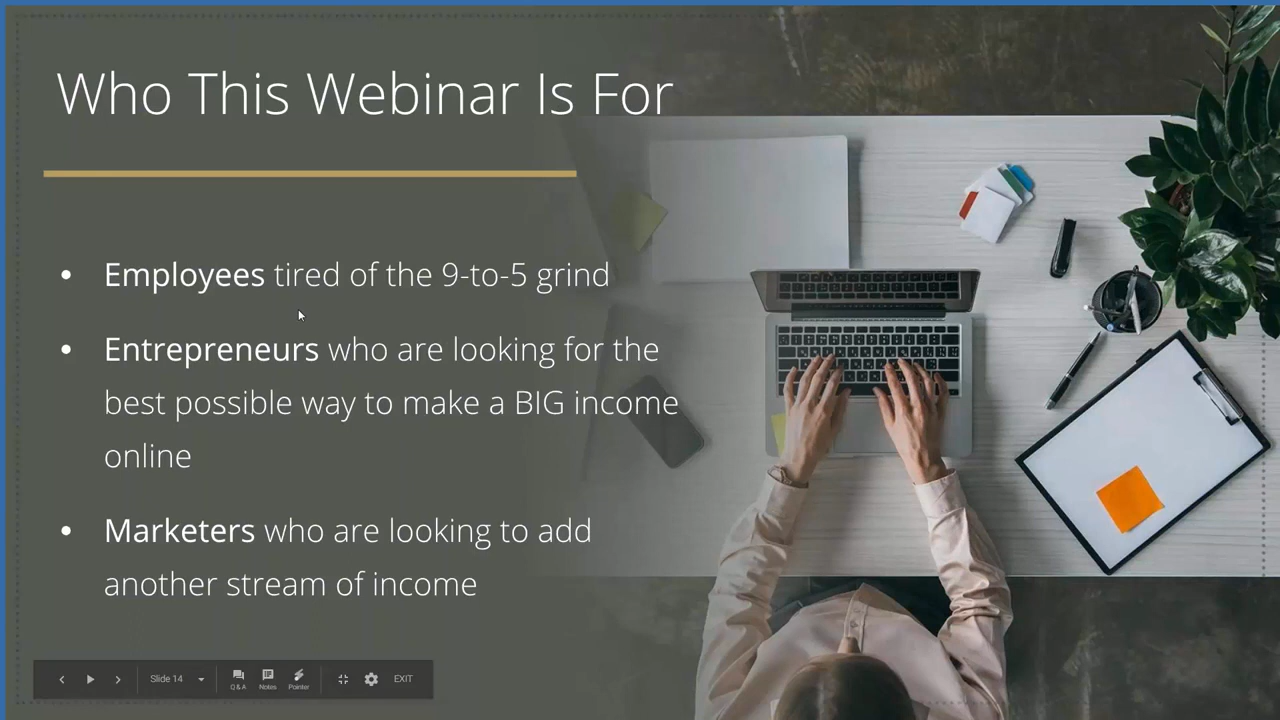 Who This Webinar Is For
• Employees tired of the 9-to-5 grind
• Entrepreneurs who are looking for the
best possible way to make a BIG income
online
• Marketers who are looking to add
another stream of income
Slide 14
Q & A
Notes
Pointer
EXIT